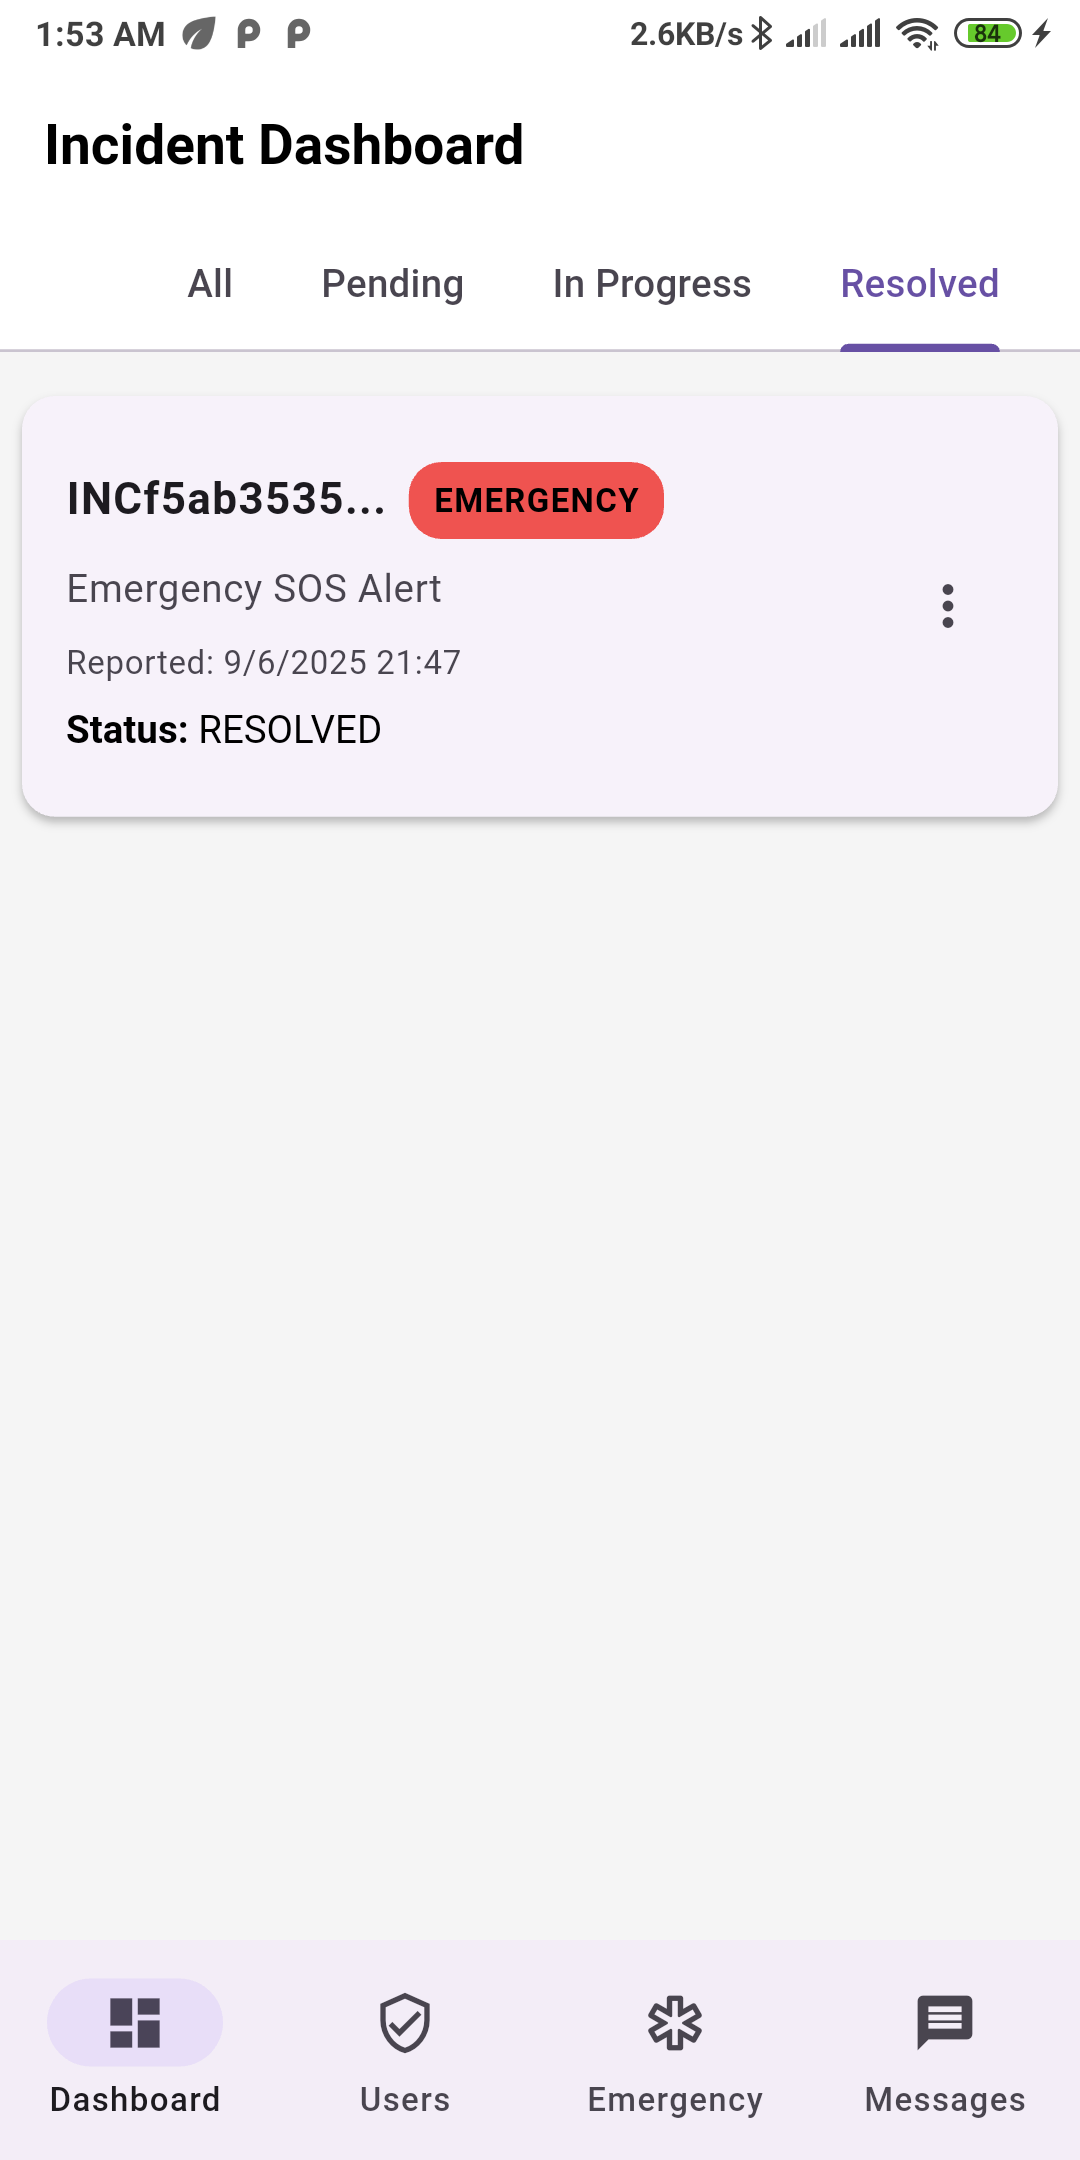 1:53 AM 2.6KB/s 84
Incident Dashboard
All Pending In Progress Resolved
INCf5ab3535... EMERGENCY
Emergency SOS Alert
Reported: 9/6/2025 21:47
Status: RESOLVED
Dashboard Users Emergency Messages